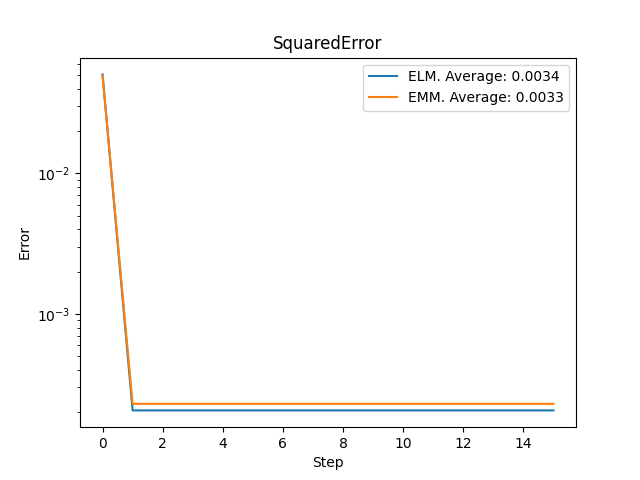 SquaredError
ELM. Average: 0.0034
EMM. Average: 0.0033
10⁻²
10⁻³
Error
0 2 4 6 8 10 12 14
Step